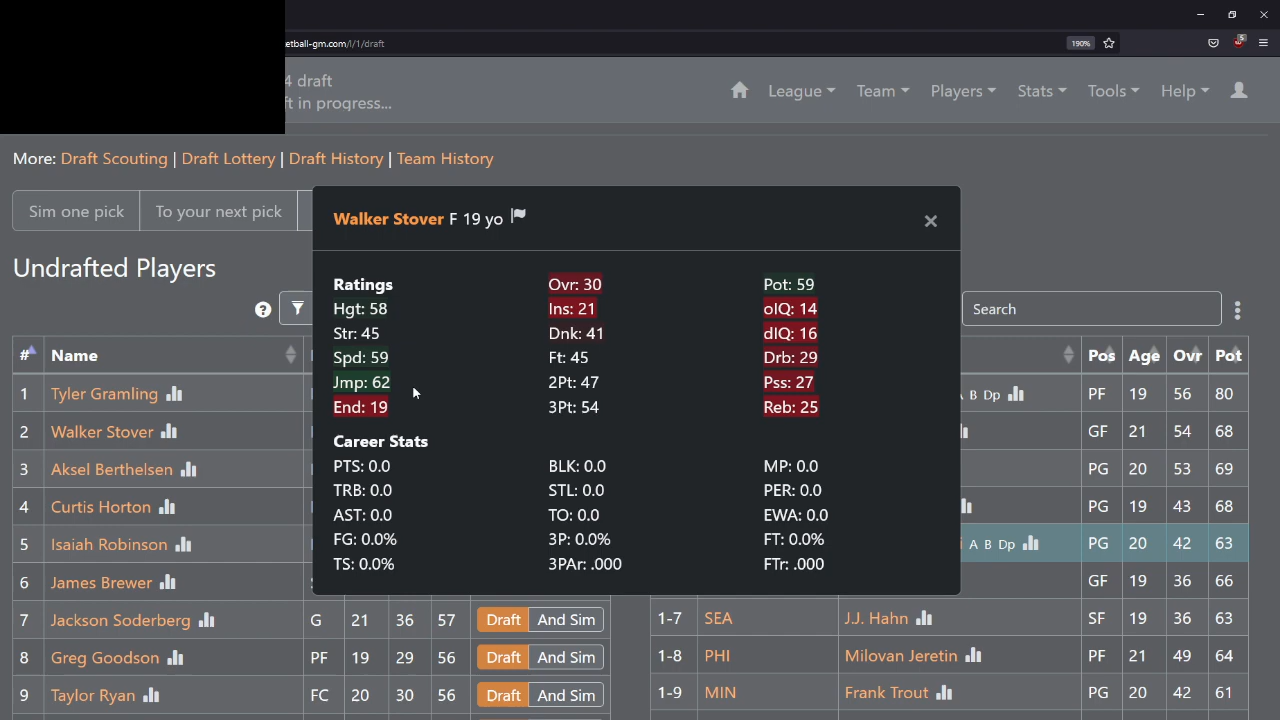 190%
5
etball-gm.com/l/1/draft
4 draft
ft in progress...
League Team Players Stats Tools Help
More: Draft Scouting | Draft Lottery | Draft History | Team History
Sim one pick To your next pick
Undrafted Players
?
Search
# Name
Pos Age Ovr Pot
1 Tyler Gramling
A B Dp PF 19 56 80
2 Walker Stover
GF 21 54 68
3 Aksel Berthelsen
PG 20 53 69
4 Curtis Horton
PG 19 43 68
5 Isaiah Robinson
A B Dp PG 20 42 63
6 James Brewer
GF 19 36 66
7 Jackson Soderberg G 21 36 57 Draft And Sim
1-7 SEA J.J. Hahn SF 19 36 63
8 Greg Goodson PF 19 29 56 Draft And Sim
1-8 PHI Milovan Jeretin PF 21 49 64
9 Taylor Ryan FC 20 30 56 Draft And Sim
1-9 MIN Frank Trout PG 20 42 61
Walker Stover F 19 yo
×
Ratings Ovr: 30 Pot: 59
Hgt: 58 Ins: 21 oIQ: 14
Str: 45 Dnk: 41 dIQ: 16
Spd: 59 Ft: 45 Drb: 29
Jmp: 62 2Pt: 47 Pss: 27
End: 19 3Pt: 54 Reb: 25
Career Stats
PTS: 0.0 BLK: 0.0 MP: 0.0
TRB: 0.0 STL: 0.0 PER: 0.0
AST: 0.0 TO: 0.0 EWA: 0.0
FG: 0.0% 3P: 0.0% FT: 0.0%
TS: 0.0% 3PAr: .000 FTr: .000